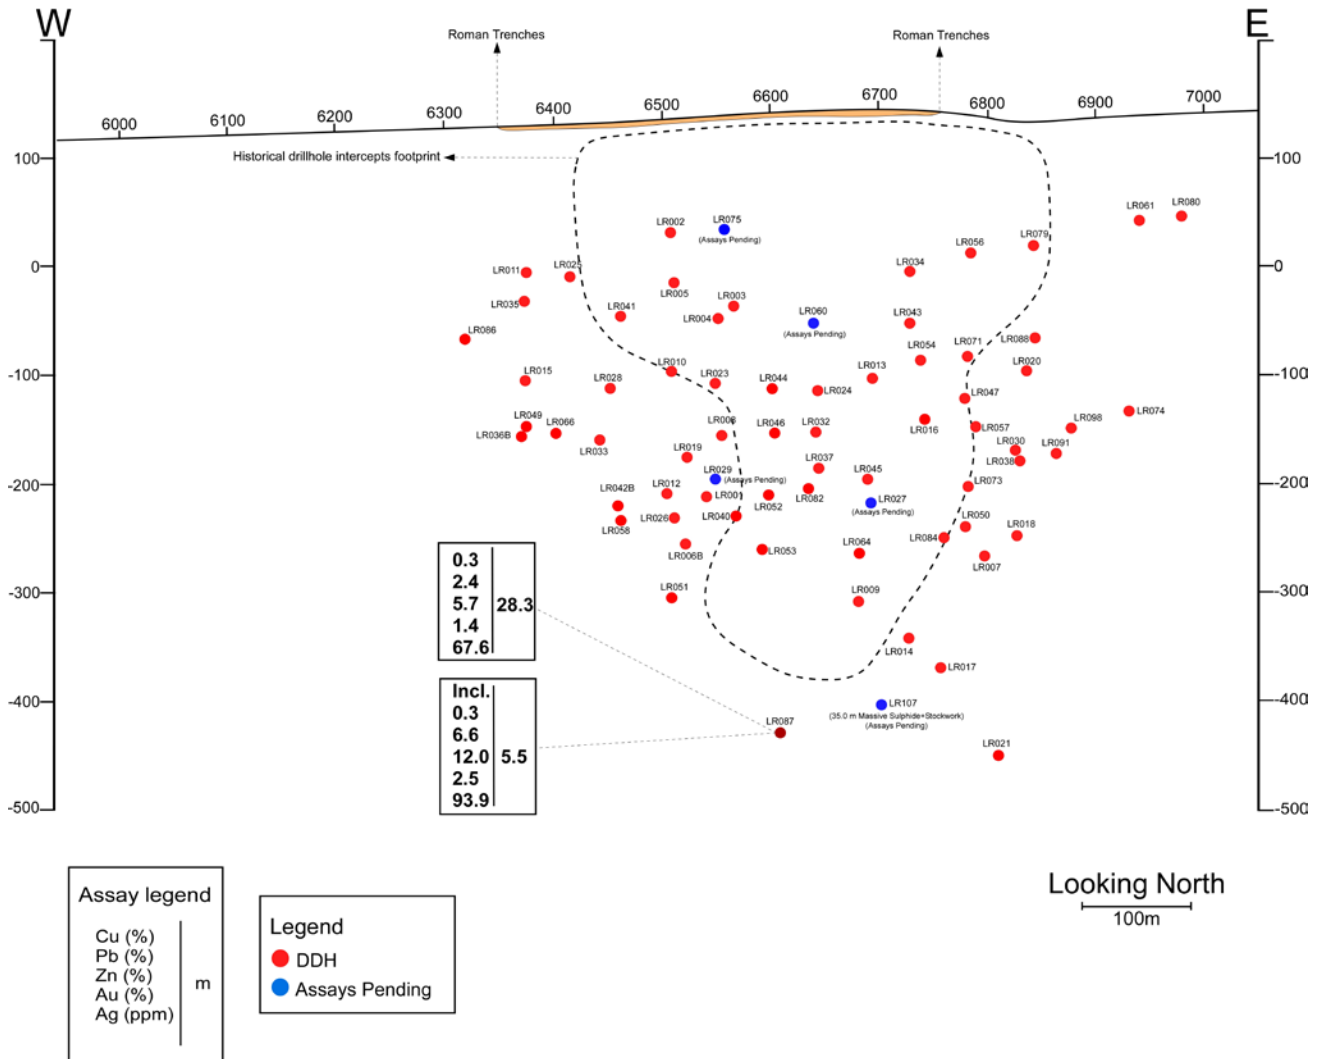 W
E
Roman Trenches
Roman Trenches
6000
6100
6200
6300
6400
6500
6600
6700
6800
6900
7000
100
Historical drillhole intercepts footprint
100
LR061
LR080
LR002
LR075
(Assays Pending)
LR079
LR056
LR034
0
0
LR011
LR025
LR005
LR003
LR035
LR041
LR004
LR060
(Assays Pending)
LR043
LR086
LR054
LR071
LR088
LR010
LR013
LR020
-100
-100
LR015
LR028
LR023
LR044
LR024
LR047
LR074
LR049
LR066
LR008
LR046
LR032
LR016
LR057
LR098
LR036B
LR033
LR019
LR030
LR091
LR037
LR038
LR029
(Assays Pending)
LR045
LR073
-200
-200
LR042B
LR012
LR001
LR052
LR082
LR027
(Assays Pending)
LR058
LR026
LR040
LR050
LR018
LR006B
LR053
LR064
LR084
LR007
-300
-300
LR051
LR009
LR014
LR017
0.3
2.4
5.7
1.4
67.6
28.3
-400
-400
LR107
(35.0 m Massive Sulphide+Stockwork)
(Assays Pending)
LR087
LR021
Incl.
0.3
6.6
12.0
2.5
93.9
5.5
-500
-500
Assay legend
Cu (%)
Pb (%)
Zn (%)
Au (%)
Ag (ppm)
m
Legend
DDH
Assays Pending
Looking North
100m